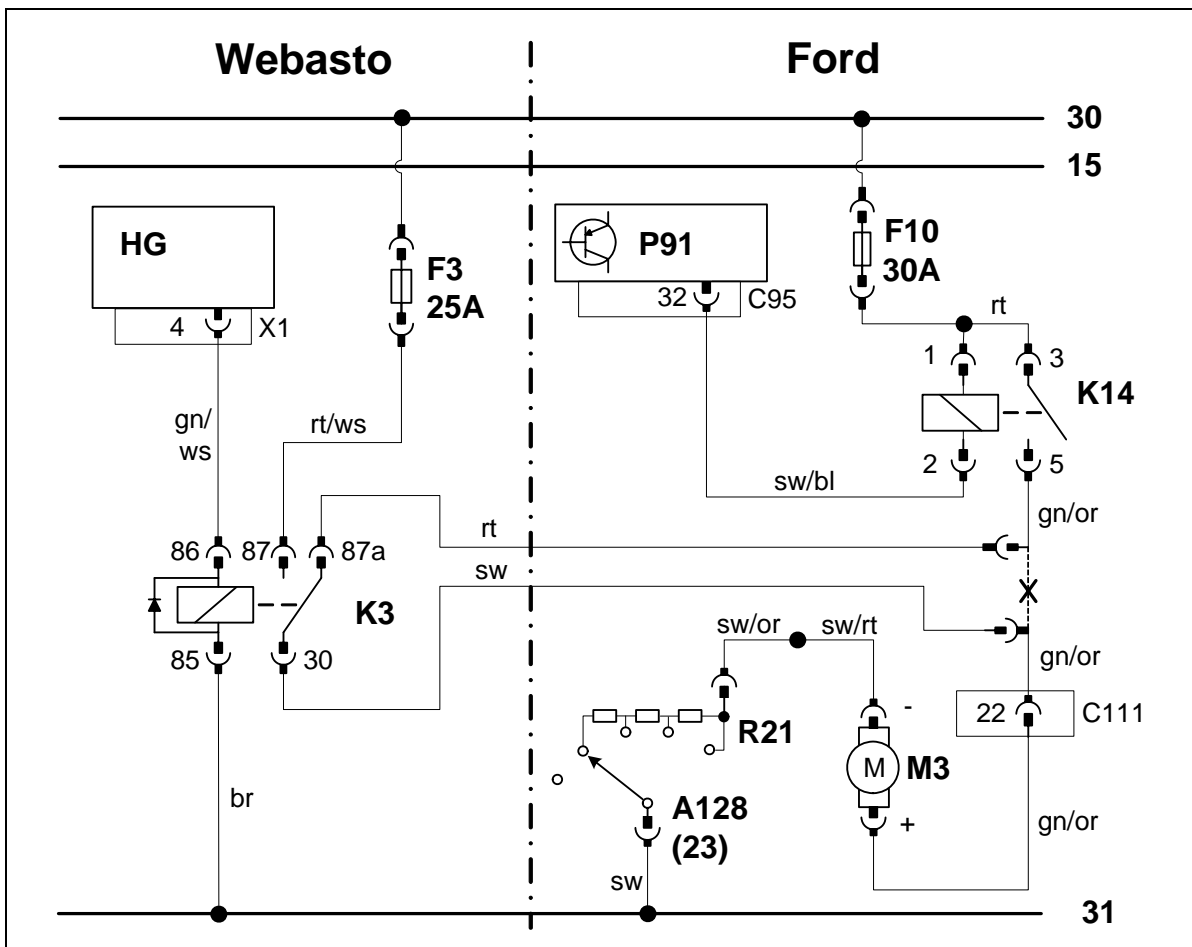 Webasto
Ford
30
15
HG
F3
25A
P91
F10
30A
4
X1
32
C95
rt
1
3
K14
gn/
ws
rt/ws
2
5
sw/bl
gn/or
86
87
87a
rt
sw
K3
85
30
sw/or
sw/rt
gn/or
22
C111
-
R21
M
M3
+
br
A128
(23)
gn/or
sw
31